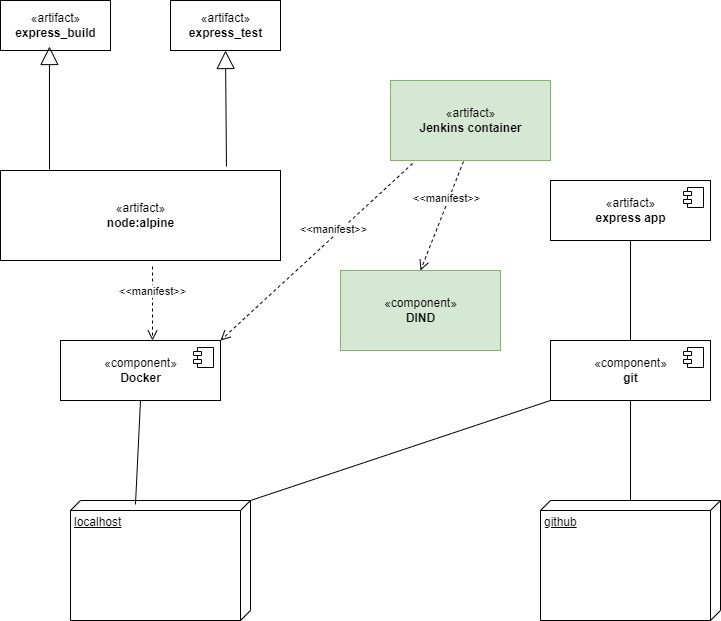 «artifact»
express_build
«artifact»
express_test
«artifact»
Jenkins container
«artifact»
node:alpine
<<manifest>>
<<manifest>>
«artifact»
express app
<<manifest>>
«component»
DIND
«component»
Docker
«component»
git
localhost
github